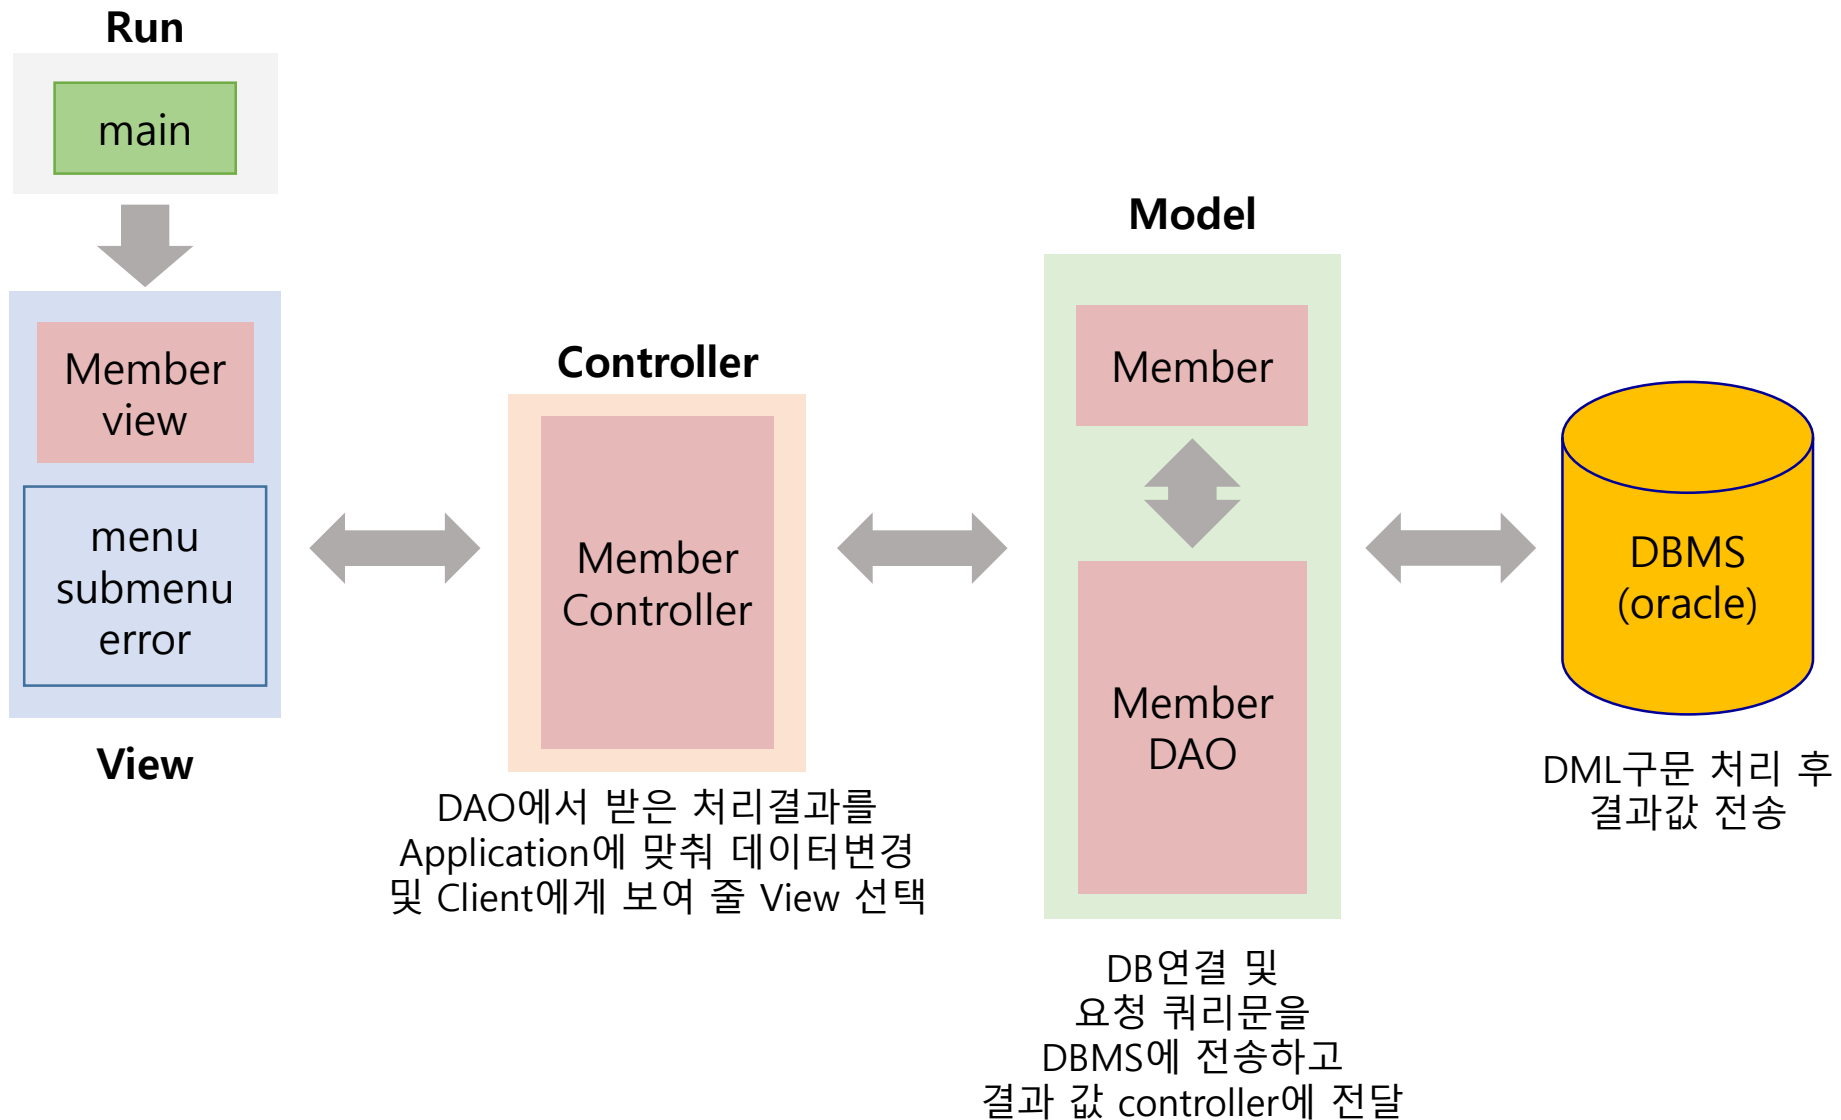 Run
main
Member
view
menu
submenu
error
View
Controller
Member
Controller
DAO에서 받은 처리결과를
Application에 맞춰 데이터변경
및 Client에게 보여 줄 View 선택
Model
Member
Member
DAO
DB연결 및
요청 쿼리문을
DBMS에 전송하고
결과 값 controller에 전달
DBMS
(oracle)
DML구문 처리 후
결과값 전송